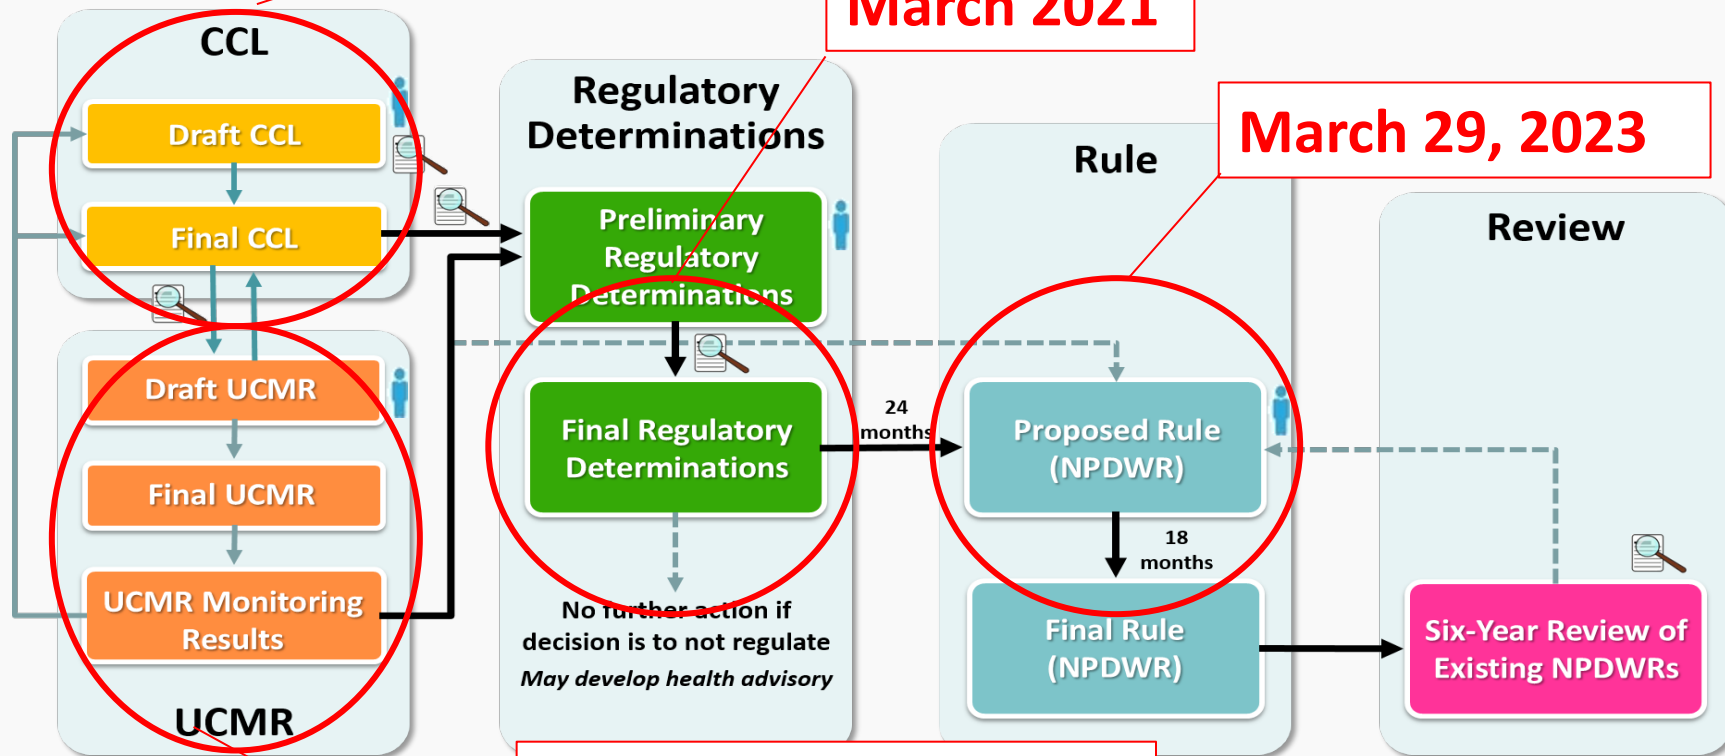 CCL
Draft CCL
Final CCL
Draft UCMR
Final UCMR
UCMR Monitoring
Results
UCMR
March 2021
Regulatory
Determinations
Preliminary
Regulatory
Determinations
Final Regulatory
Determinations
No further action if
decision is to not regulate
May develop health advisory
24
months
March 29, 2023
Rule
Proposed Rule
(NPDWR)
18
months
Final Rule
(NPDWR)
Review
Six-Year Review of
Existing NPDWRs